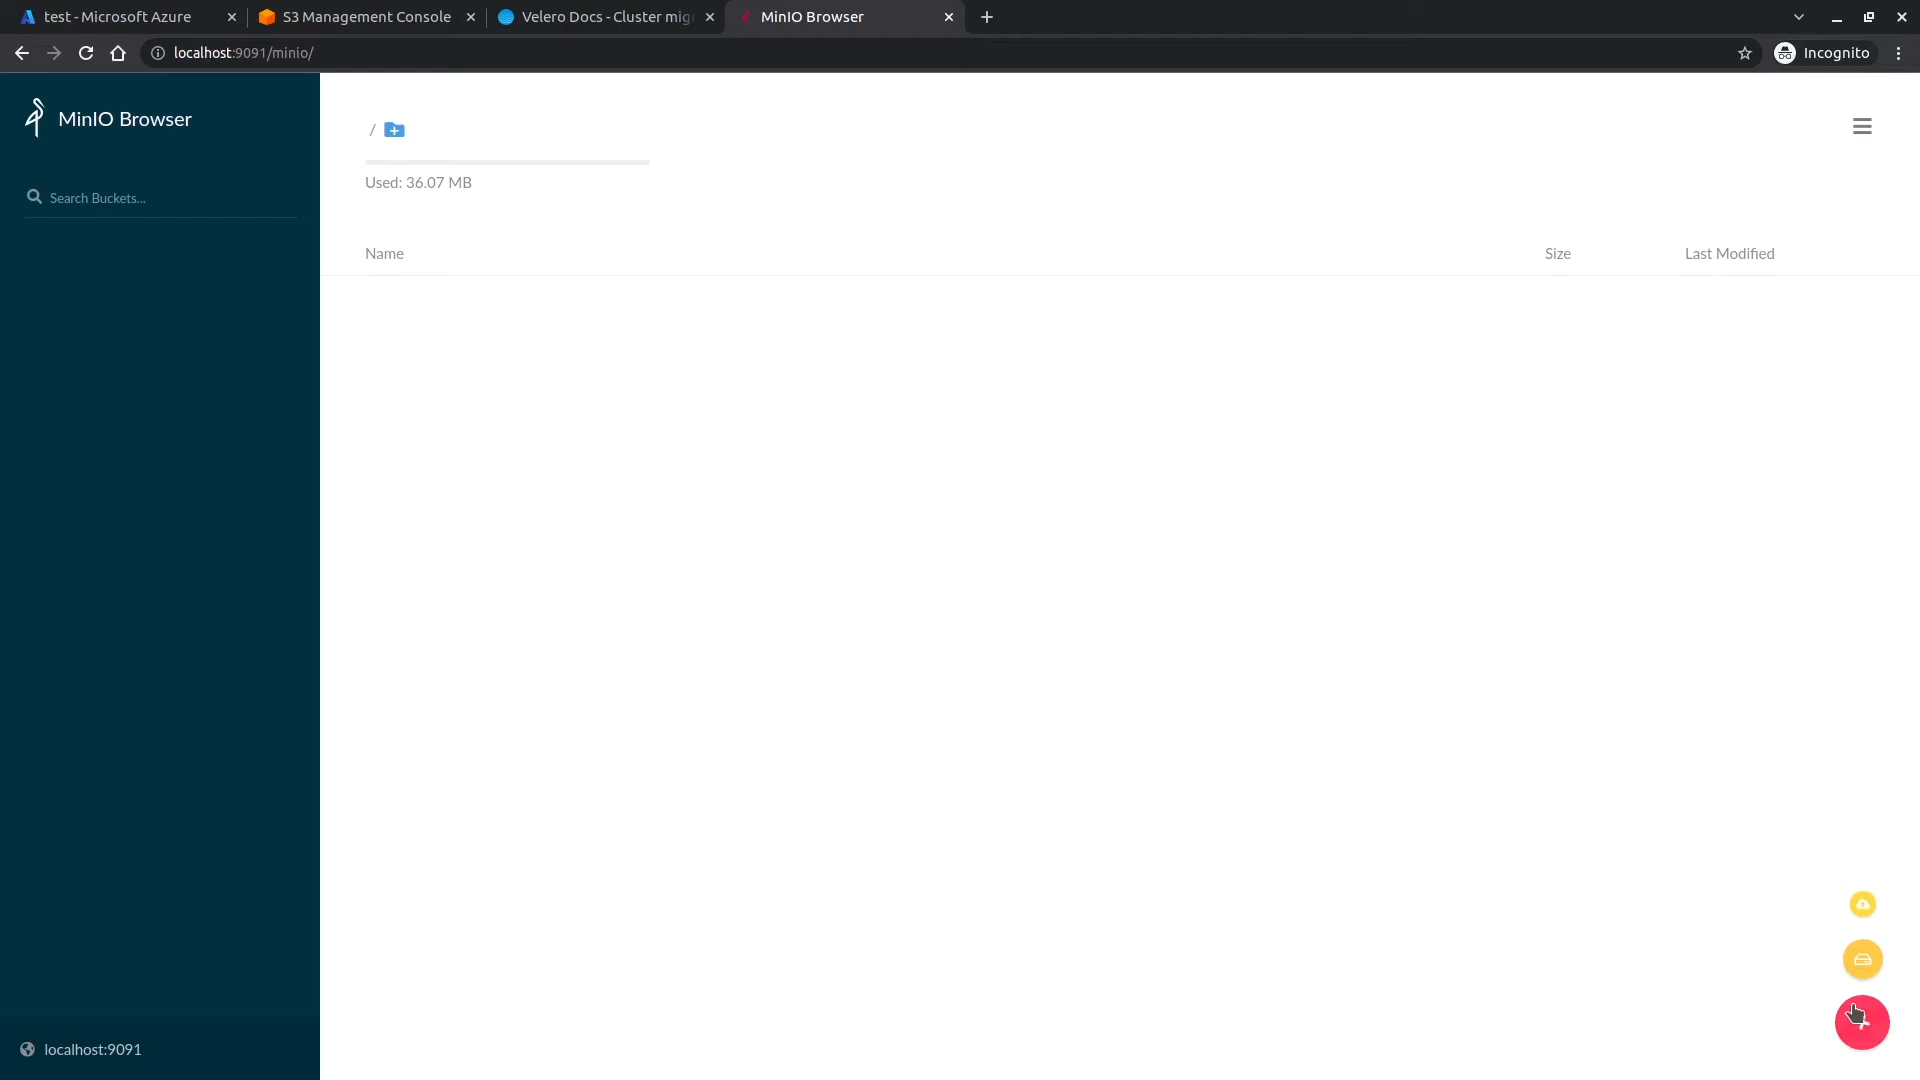 test - Microsoft Azure
S3 Management Console
Velero Docs - Cluster migr
MinIO Browser
localhost:9091/minio/
Incognito
MinIO Browser
/
Used: 36.07 MB
Search Buckets...
Name
Size
Last Modified
localhost:9091